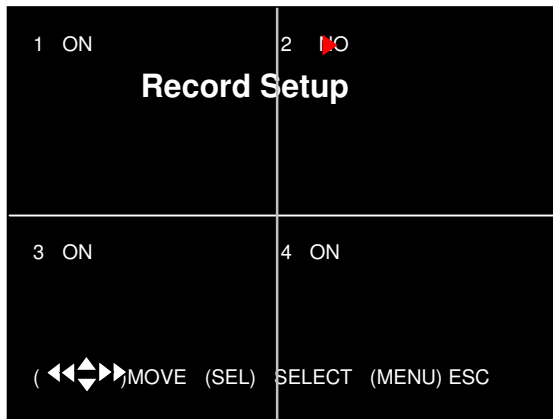 1 ON 2 NO
Record Setup
3 ON 4 ON
( )MOVE (SEL) SELECT (MENU) ESC